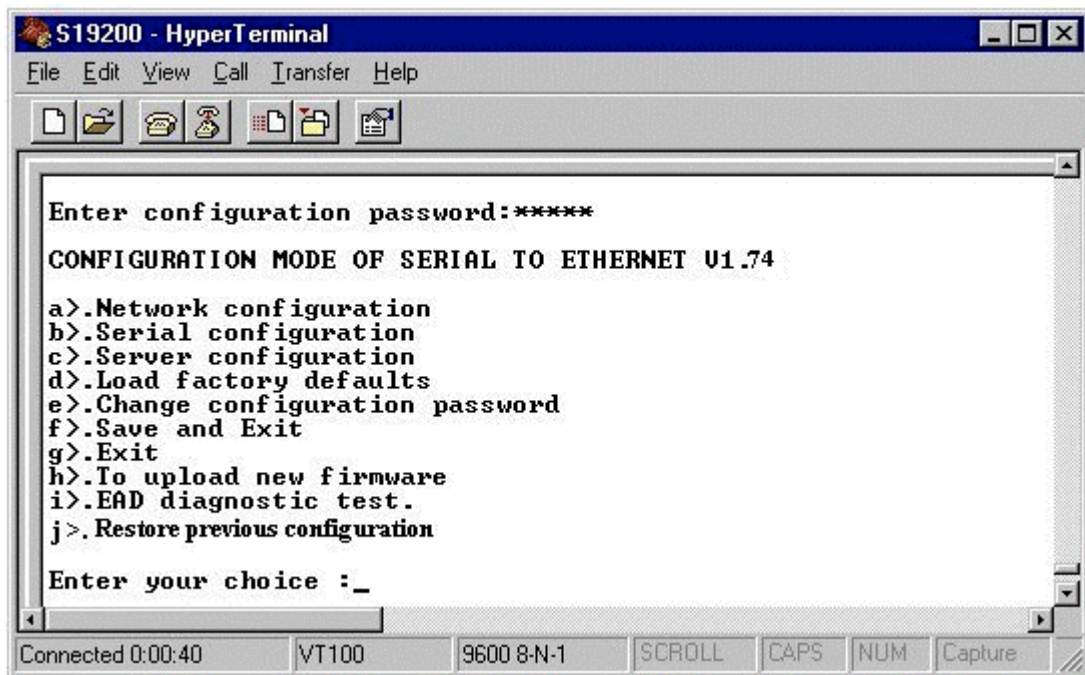 S19200 - HyperTerminal
File Edit View Call Transfer Help
Enter configuration password:*****
CONFIGURATION MODE OF SERIAL TO ETHERNET V1.74
a>.Network configuration
b>.Serial configuration
c>.Server configuration
d>.Load factory defaults
e>.Change configuration password
f>.Save and Exit
g>.Exit
h>.To upload new firmware
i>.EAD diagnostic test.
j>. Restore previous configuration
Enter your choice :_
Connected 0:00:40 VT100 9600 8-N-1 SCROLL CAPS NUM Capture